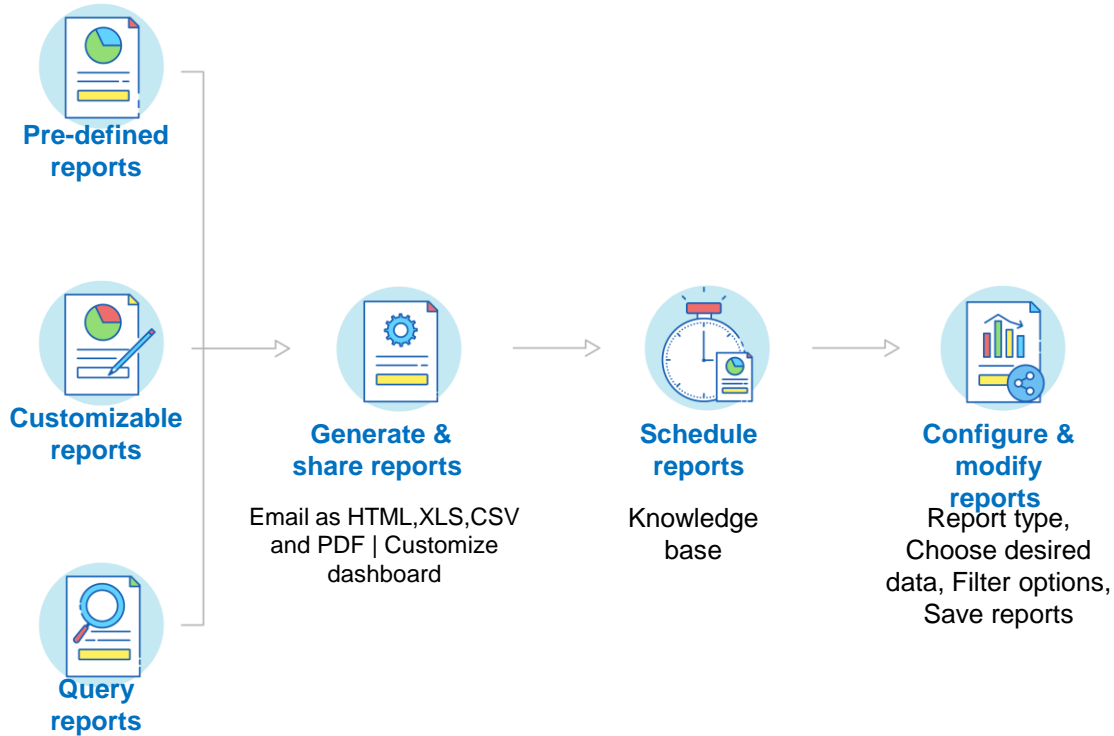 Pre-defined
reports
Customizable
reports
Query
reports
Generate &
share reports
Email as HTML,XLS,CSV
and PDF | Customize
dashboard
Schedule
reports
Knowledge
base
Configure &
modify
reports
Report type,
Choose desired
data, Filter options,
Save reports